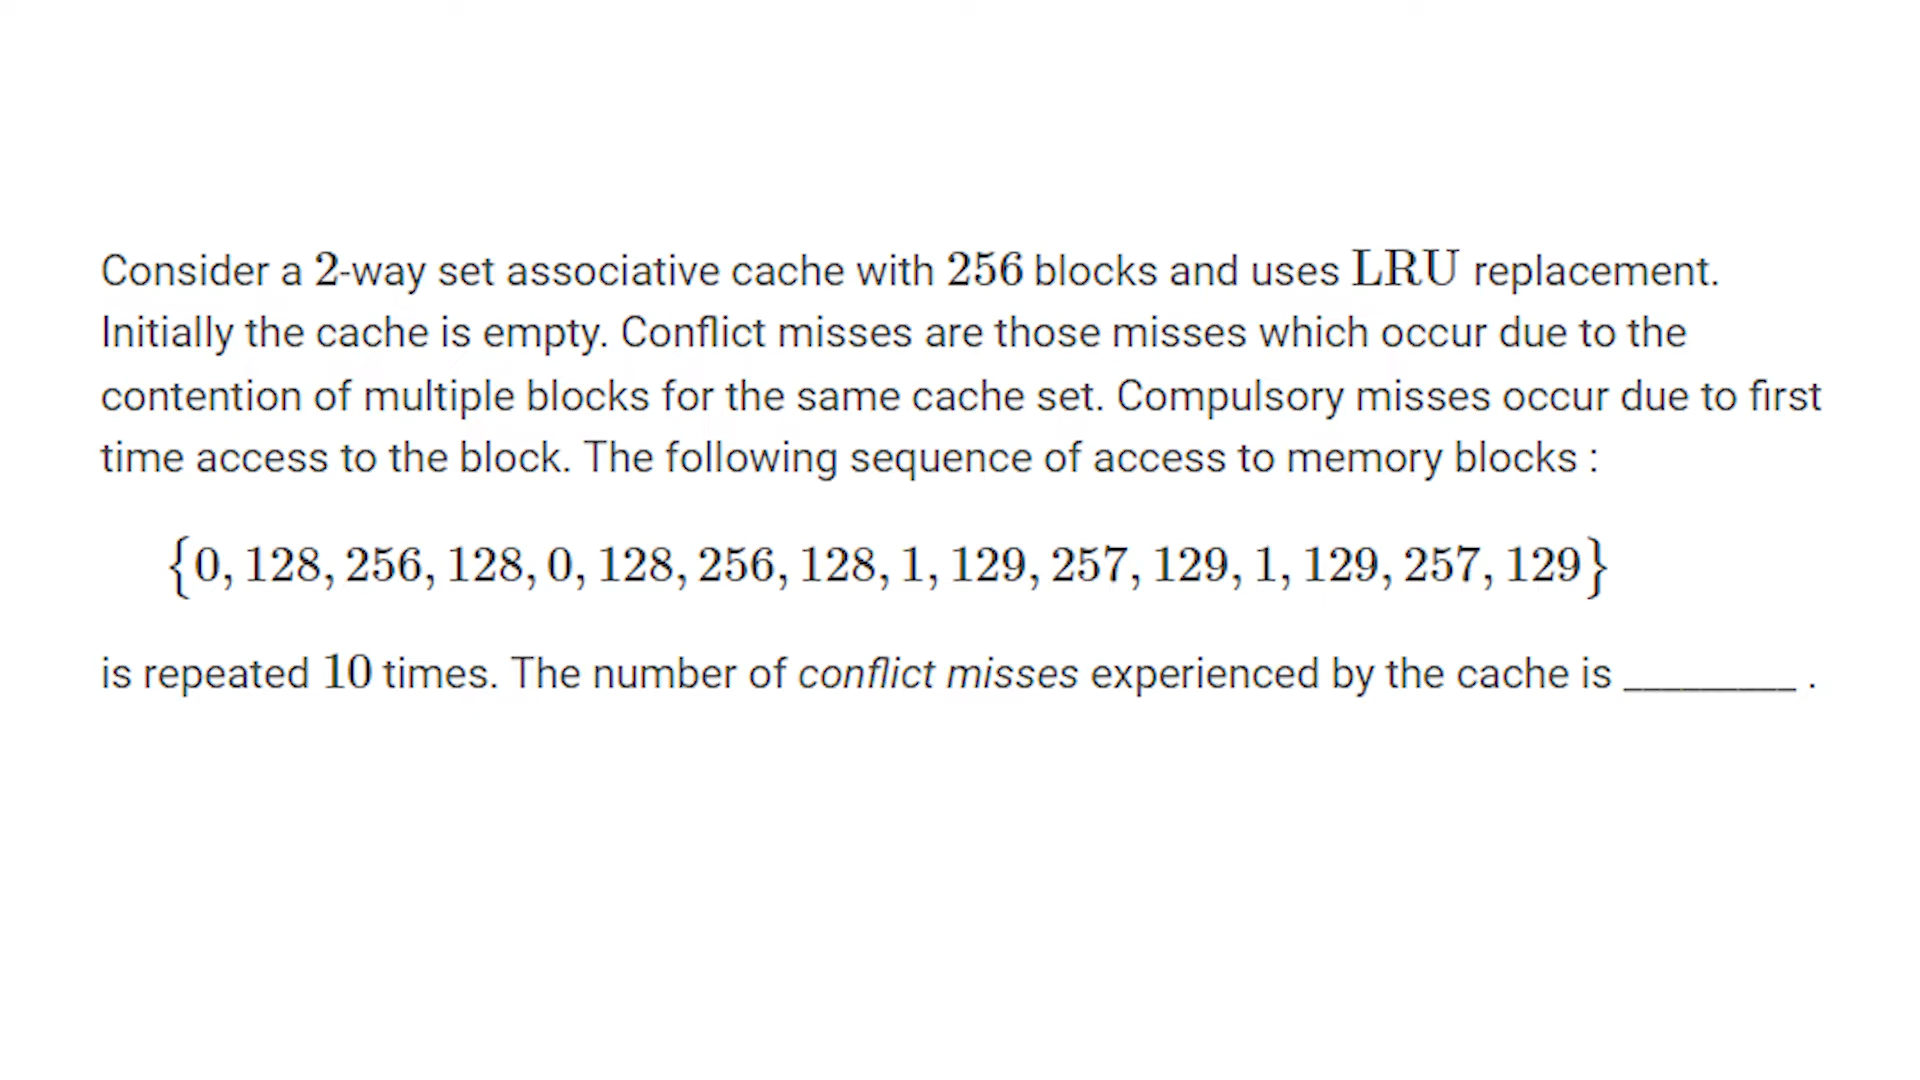 Consider a 2-way set associative cache with 256 blocks and uses LRU replacement.
Initially the cache is empty. Conflict misses are those misses which occur due to the
contention of multiple blocks for the same cache set. Compulsory misses occur due to first
time access to the block. The following sequence of access to memory blocks :
{0, 128, 256, 128, 0, 128, 256, 128, 1, 129, 257, 129, 1, 129, 257, 129}
is repeated 10 times. The number of conflict misses experienced by the cache is ________ .